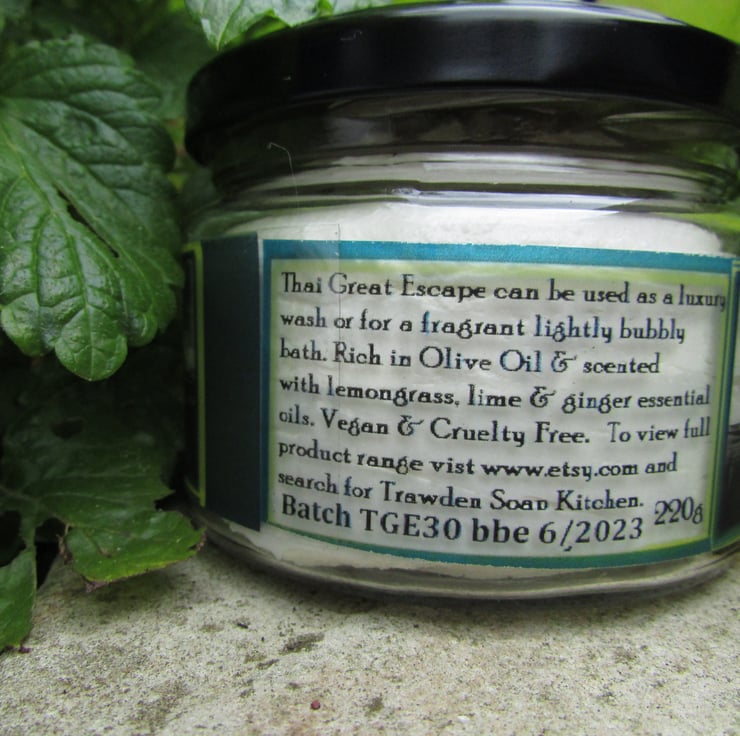 Thai Great Escape can be used as a luxury
wash or for a fragrant lightly bubbly
bath. Rich in Olive Oil & scented
with lemongrass, lime & ginger essential
oils. Vegan & Cruelty Free. To view full
product range vist www.etsy.com and
search for Trawden Soap Kitchen.
Batch TGE30 bbe 6/2023 220g